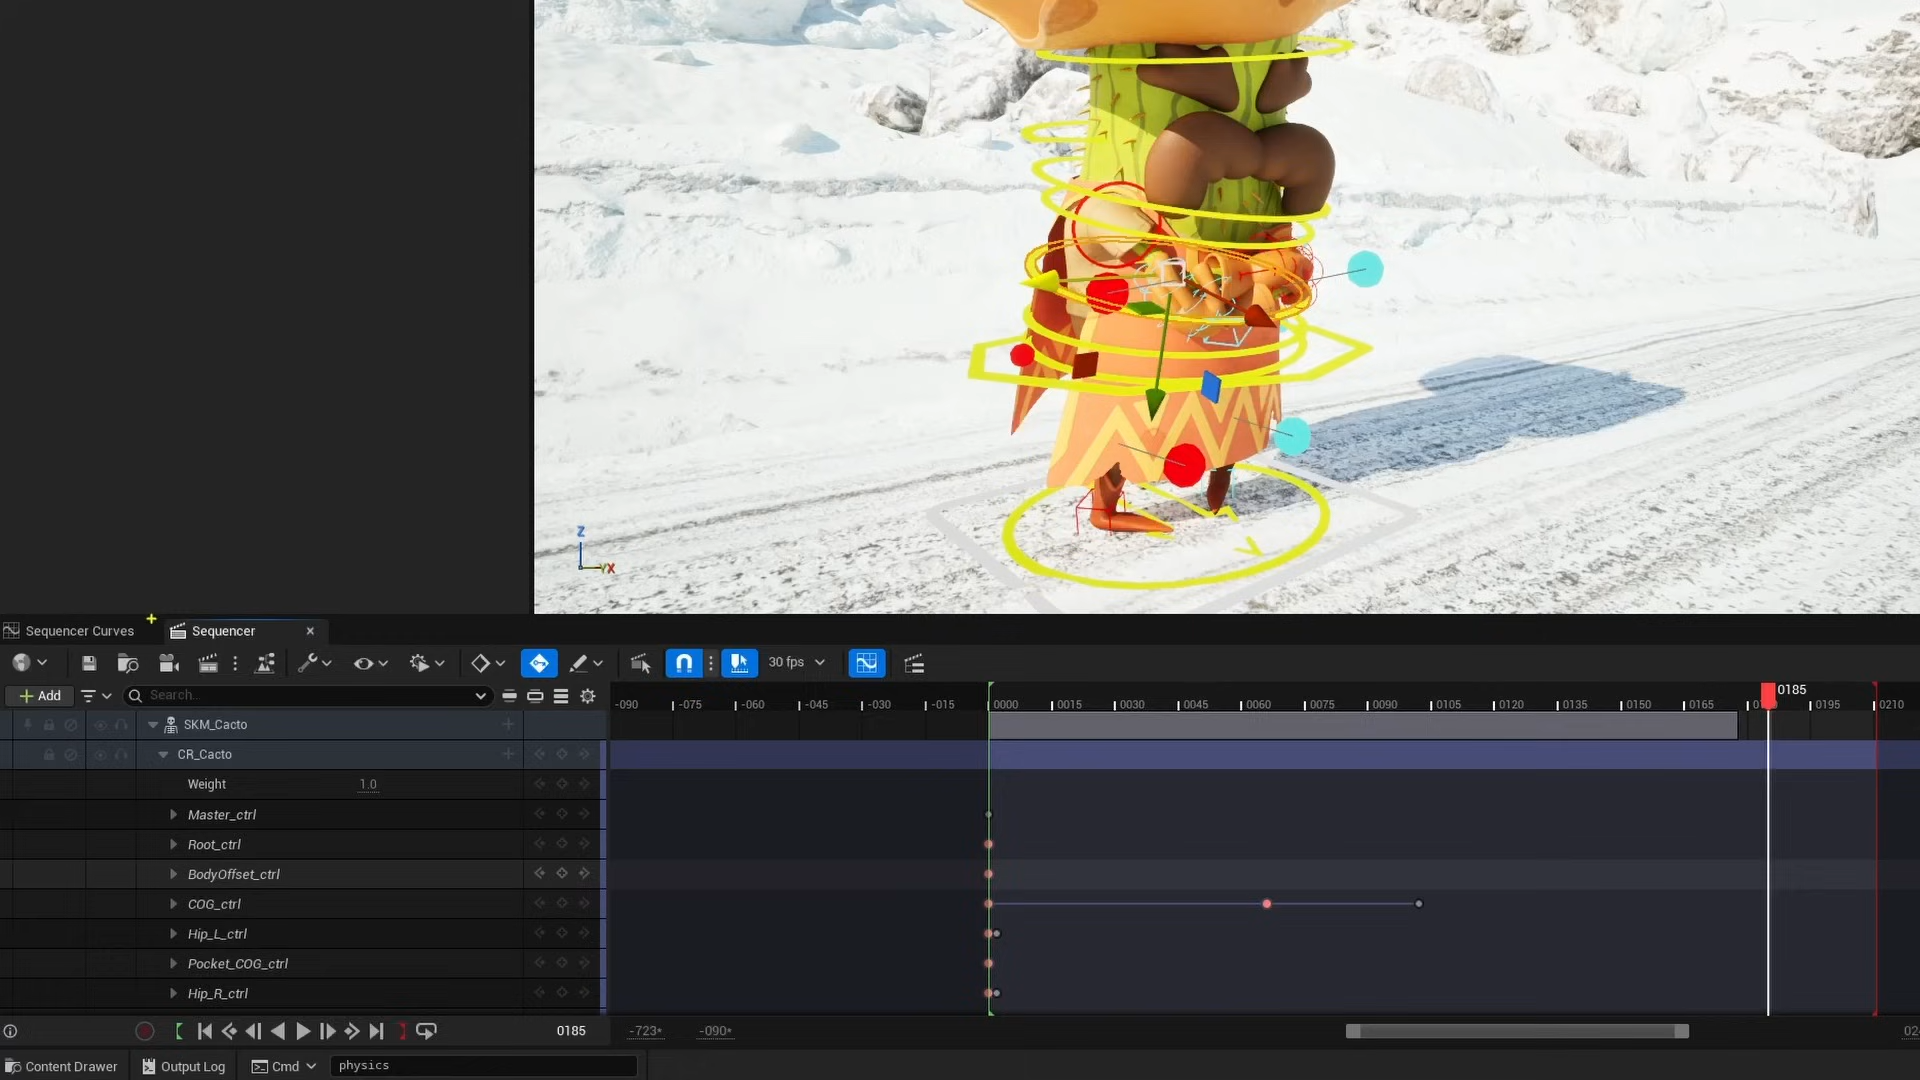 Z
YX
Sequencer Curves
Sequencer
30 fps
Add
Search...
0185
-090 -075 -060 -045 -030 -015 0000 0015 0030 0045 0060 0075 0090 0105 0120 0135 0150 0165 0195 0210
SKM_Cacto
CR_Cacto
Weight 1.0
Master_ctrl
Root_ctrl
BodyOffset_ctrl
COG_ctrl
Hip_L_ctrl
Pocket_COG_ctrl
Hip_R_ctrl
0185 -723* -090*
Content Drawer Output Log Cmd physics